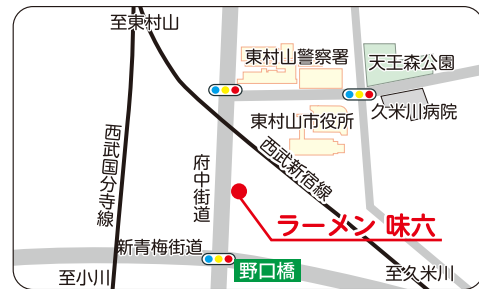 至東村山
東村山警察署
天王森公園
久米川病院
東村山市役所
西武国分寺線
府中街道
西武新宿線
ラーメン 味六
新青梅街道
野口橋
至小川
至久米川